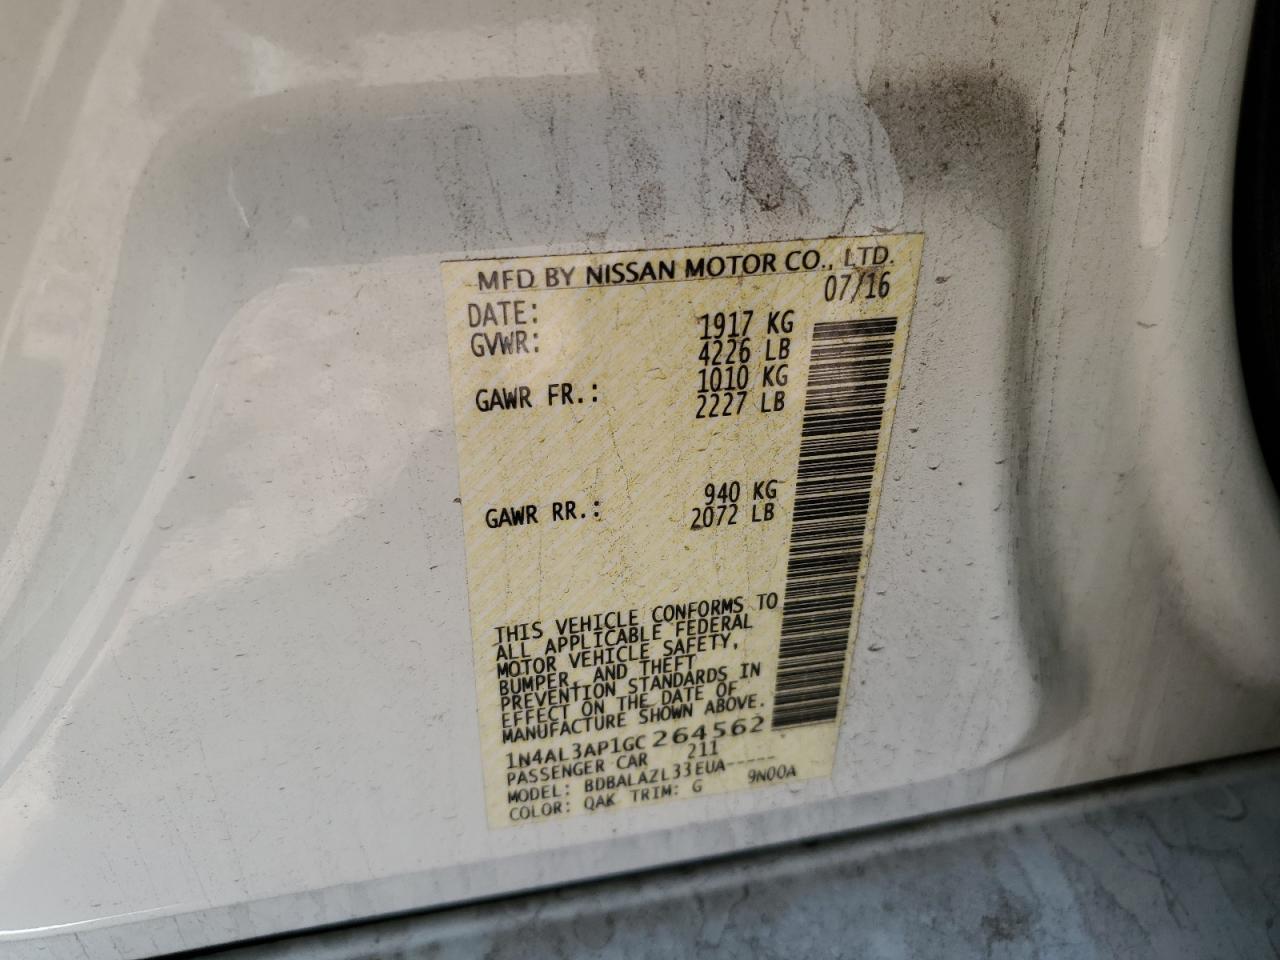 MFD BY NISSAN MOTOR CO., LTD.
DATE: 07/16
GVWR: 1917 KG
4226 LB
GAWR FR.: 1010 KG
2227 LB
GAWR RR.: 940 KG
2072 LB
THIS VEHICLE CONFORMS TO
ALL APPLICABLE FEDERAL
MOTOR VEHICLE SAFETY,
BUMPER, AND THEFT
PREVENTION STANDARDS IN
EFFECT ON THE DATE OF
MANUFACTURE SHOWN ABOVE.
1N4AL3AP1GC264562
PASSENGER CAR 211
MODEL: BDBALAZL33EUA-----
COLOR: QAK TRIM: G 9N00A